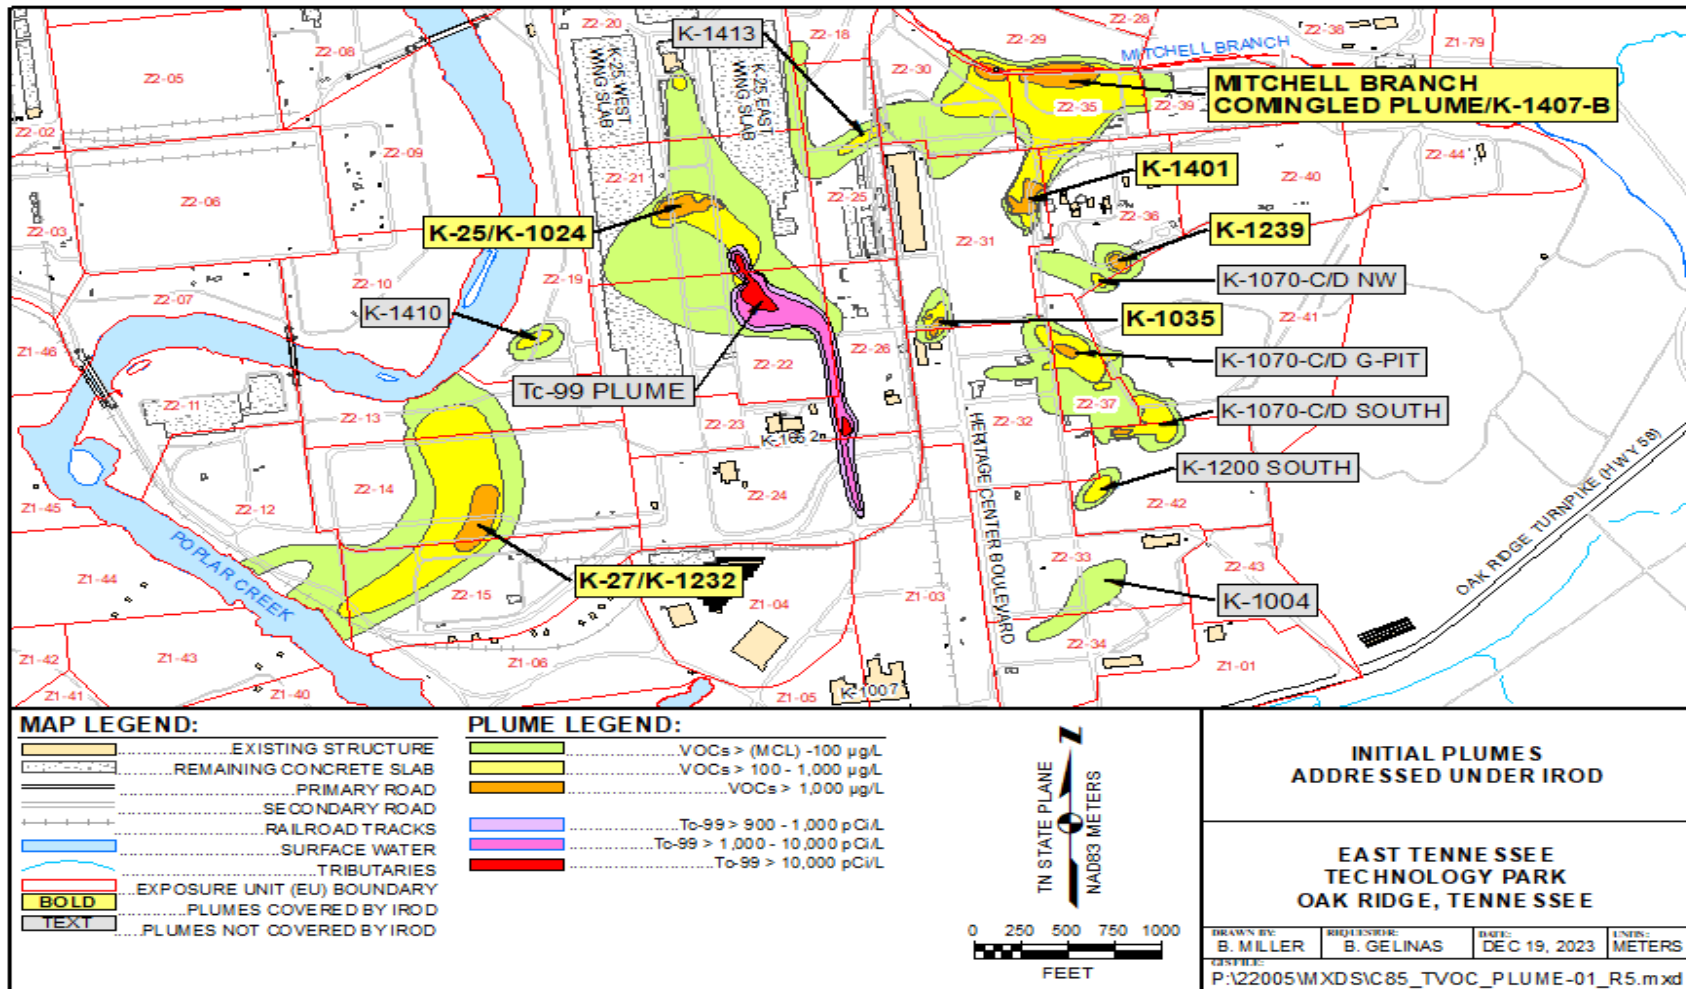 Z2-20
Z2-18
Z2-28
Z2-38
Z1-79
Z2-08
K-1413
Z2-29
MITCHELL BRANCH
Z2-05
Z2-30
K-25 WEST
WING SLAB
K-25 EAST
WING SLAB
MITCHELL BRANCH
COMINGLED PLUME/K-1407-B
Z2-35
Z2-39
Z2-02
Z2-09
Z2-44
Z2-21
Z2-25
K-1401
Z2-40
Z2-06
Z2-36
Z2-03
K-25/K-1024
Z2-31
K-1239
Z2-10
Z2-19
K-1070-C/D NW
Z2-07
K-1410
K-1035
Z2-41
Z1-46
Z2-22
Z2-26
K-1070-C/D G-PIT
Tc-99 PLUME
Z2-11
Z2-13
Z2-37
K-1070-C/D SOUTH
Z2-23
Z2-32
HERITAGE CENTER BOULEVARD
K-1200 SOUTH
OAK RIDGE TURNPIKE (HWY 58)
Z1-45
Z2-14
Z2-24
Z2-42
Z2-12
POPLAR CREEK
Z2-33
Z2-43
Z1-44
K-27/K-1232
Z2-15
Z1-04
Z1-03
K-1004
Z1-42
Z1-43
Z1-06
Z2-34
Z1-01
Z1-41
Z1-40
Z1-05
K-1007
MAP LEGEND:
EXISTING STRUCTURE
REMAINING CONCRETE SLAB
PRIMARY ROAD
SECONDARY ROAD
RAILROAD TRACKS
SURFACE WATER
TRIBUTARIES
EXPOSURE UNIT (EU) BOUNDARY
BOLD PLUMES COVERED BY IROD
TEXT PLUMES NOT COVERED BY IROD
PLUME LEGEND:
VOCs > (MCL) -100 µg/L
VOCs > 100 - 1,000 µg/L
VOCs > 1,000 µg/L
Tc-99 > 900 - 1,000 pCi/L
Tc-99 > 1,000 - 10,000 pCi/L
Tc-99 > 10,000 pCi/L
TN STATE PLANE
NAD83 METERS
Z
0 250 500 750 1000
FEET
INITIAL PLUMES
ADDRESSED UNDER IROD
EAST TENNESSEE
TECHNOLOGY PARK
OAK RIDGE, TENNESSEE
DRAWN BY:
B. MILLER
REQUESTOR:
B. GELINAS
DATE:
DEC 19, 2023
UNITS:
METERS
GIS FILE:
P:\22005\MXDS\C85_TVOC_PLUME-01_R5.mxd